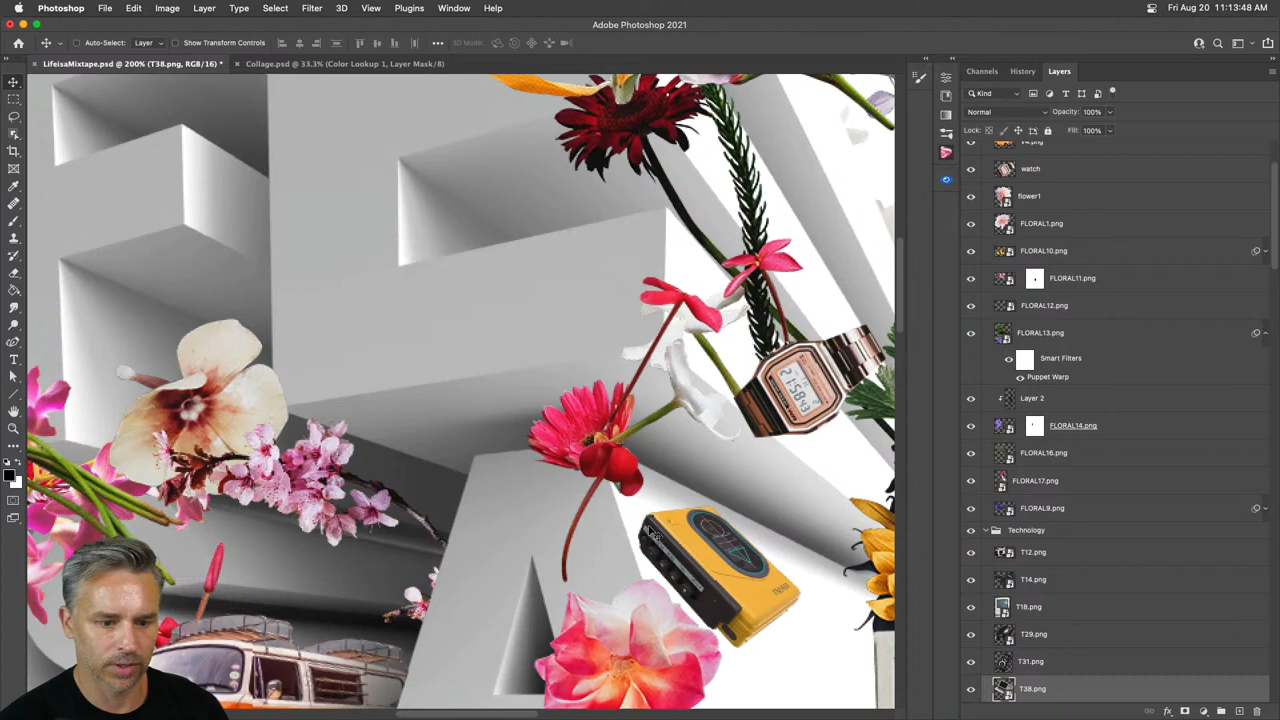 Photoshop File Edit Image Layer Type Select Filter 3D View Plugins Window Help Fri Aug 20 11:13:48 AM
Adobe Photoshop 2021
Auto-Select: Layer Show Transform Controls 3D Mode:
LifeisaMixtape.psd @ 200% (T38.png, RGB/16) * Collage.psd @ 33.3% (Color Lookup 1, Layer Mask/8)
Channels History Layers
Kind
Normal Opacity: 100%
Lock: Fill: 100%
watch
flower1
FLORAL1.png
FLORAL10.png
FLORAL11.png
FLORAL12.png
FLORAL13.png
Smart Filters
Puppet Warp
Layer 2
FLORAL14.png
FLORAL16.png
FLORAL17.png
FLORAL9.png
Technology
T12.png
T14.png
T18.png
T29.png
T31.png
T38.png
21:58 43